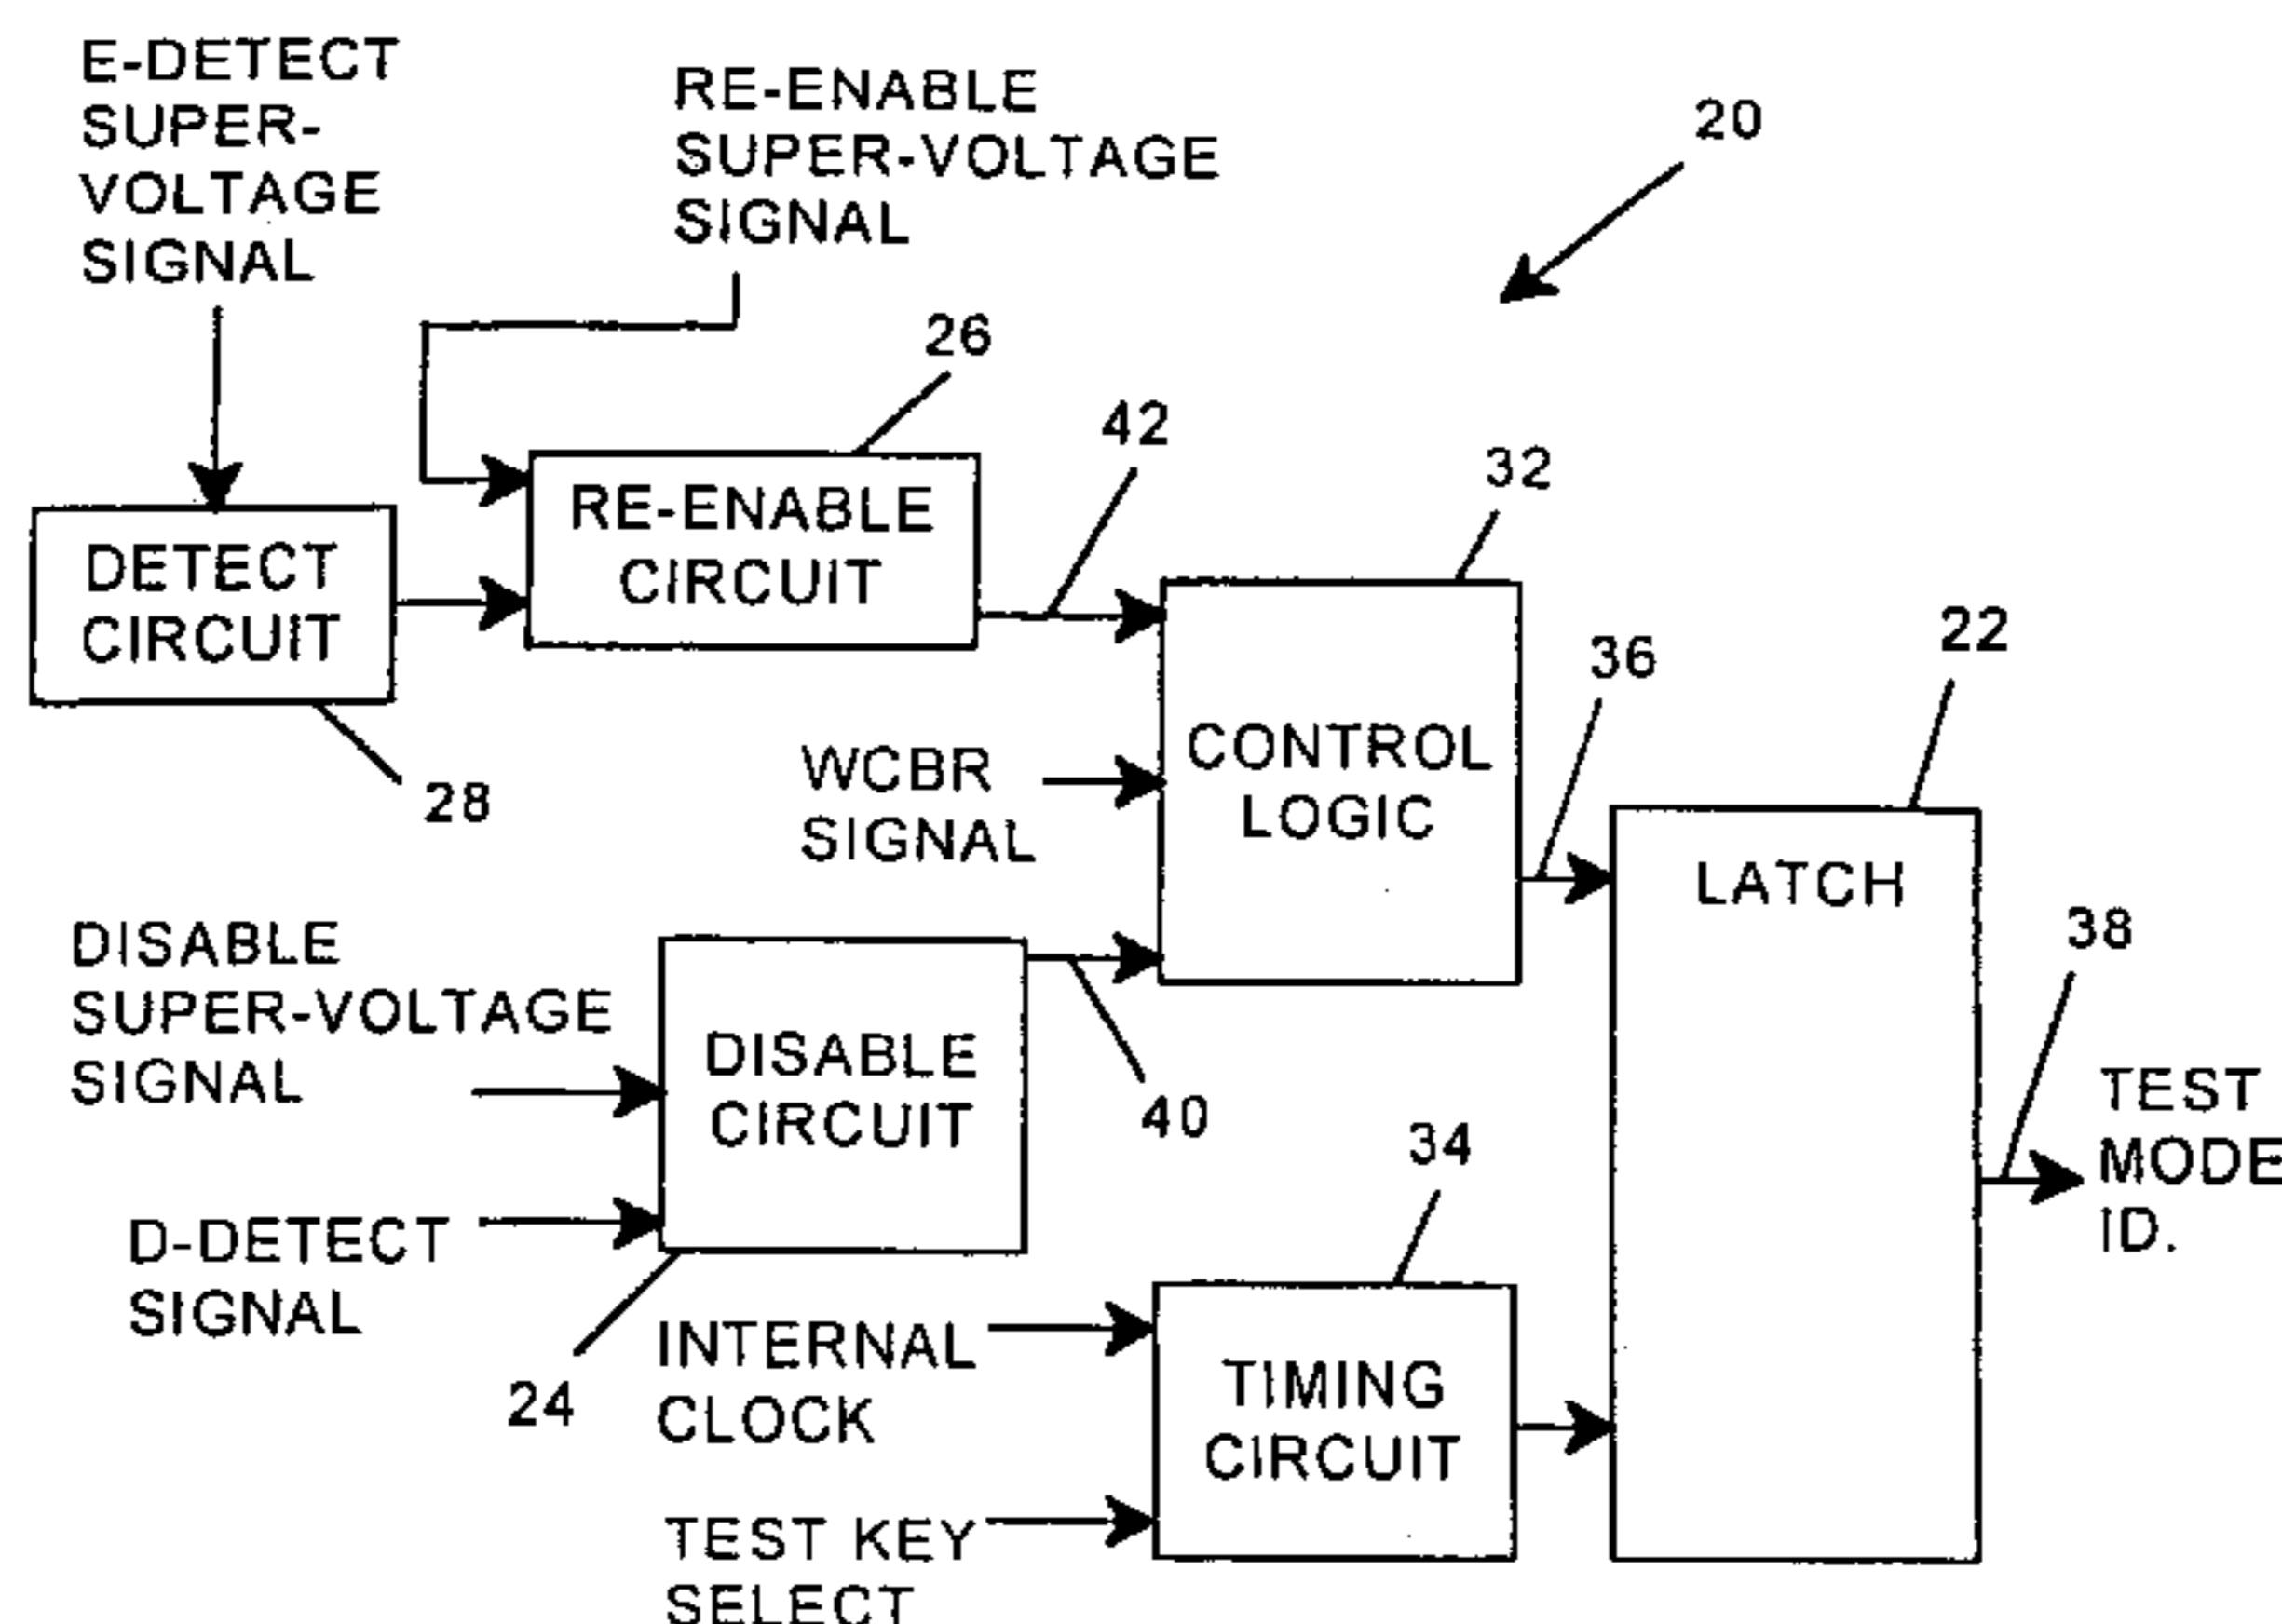 E-DETECT
SUPER-
VOLTAGE
SIGNAL
RE-ENABLE
SUPER-VOLTAGE
SIGNAL
20
26
42
32
RE-ENABLE
CIRCUIT
DETECT
CIRCUIT
28
36
22
WCBR
SIGNAL
CONTROL
LOGIC
LATCH
38
DISABLE
SUPER-VOLTAGE
SIGNAL
DISABLE
CIRCUIT
40
34
TEST
MODE
ID.
D-DETECT
SIGNAL
24
INTERNAL
CLOCK
TIMING
CIRCUIT
TEST KEY
SELECT